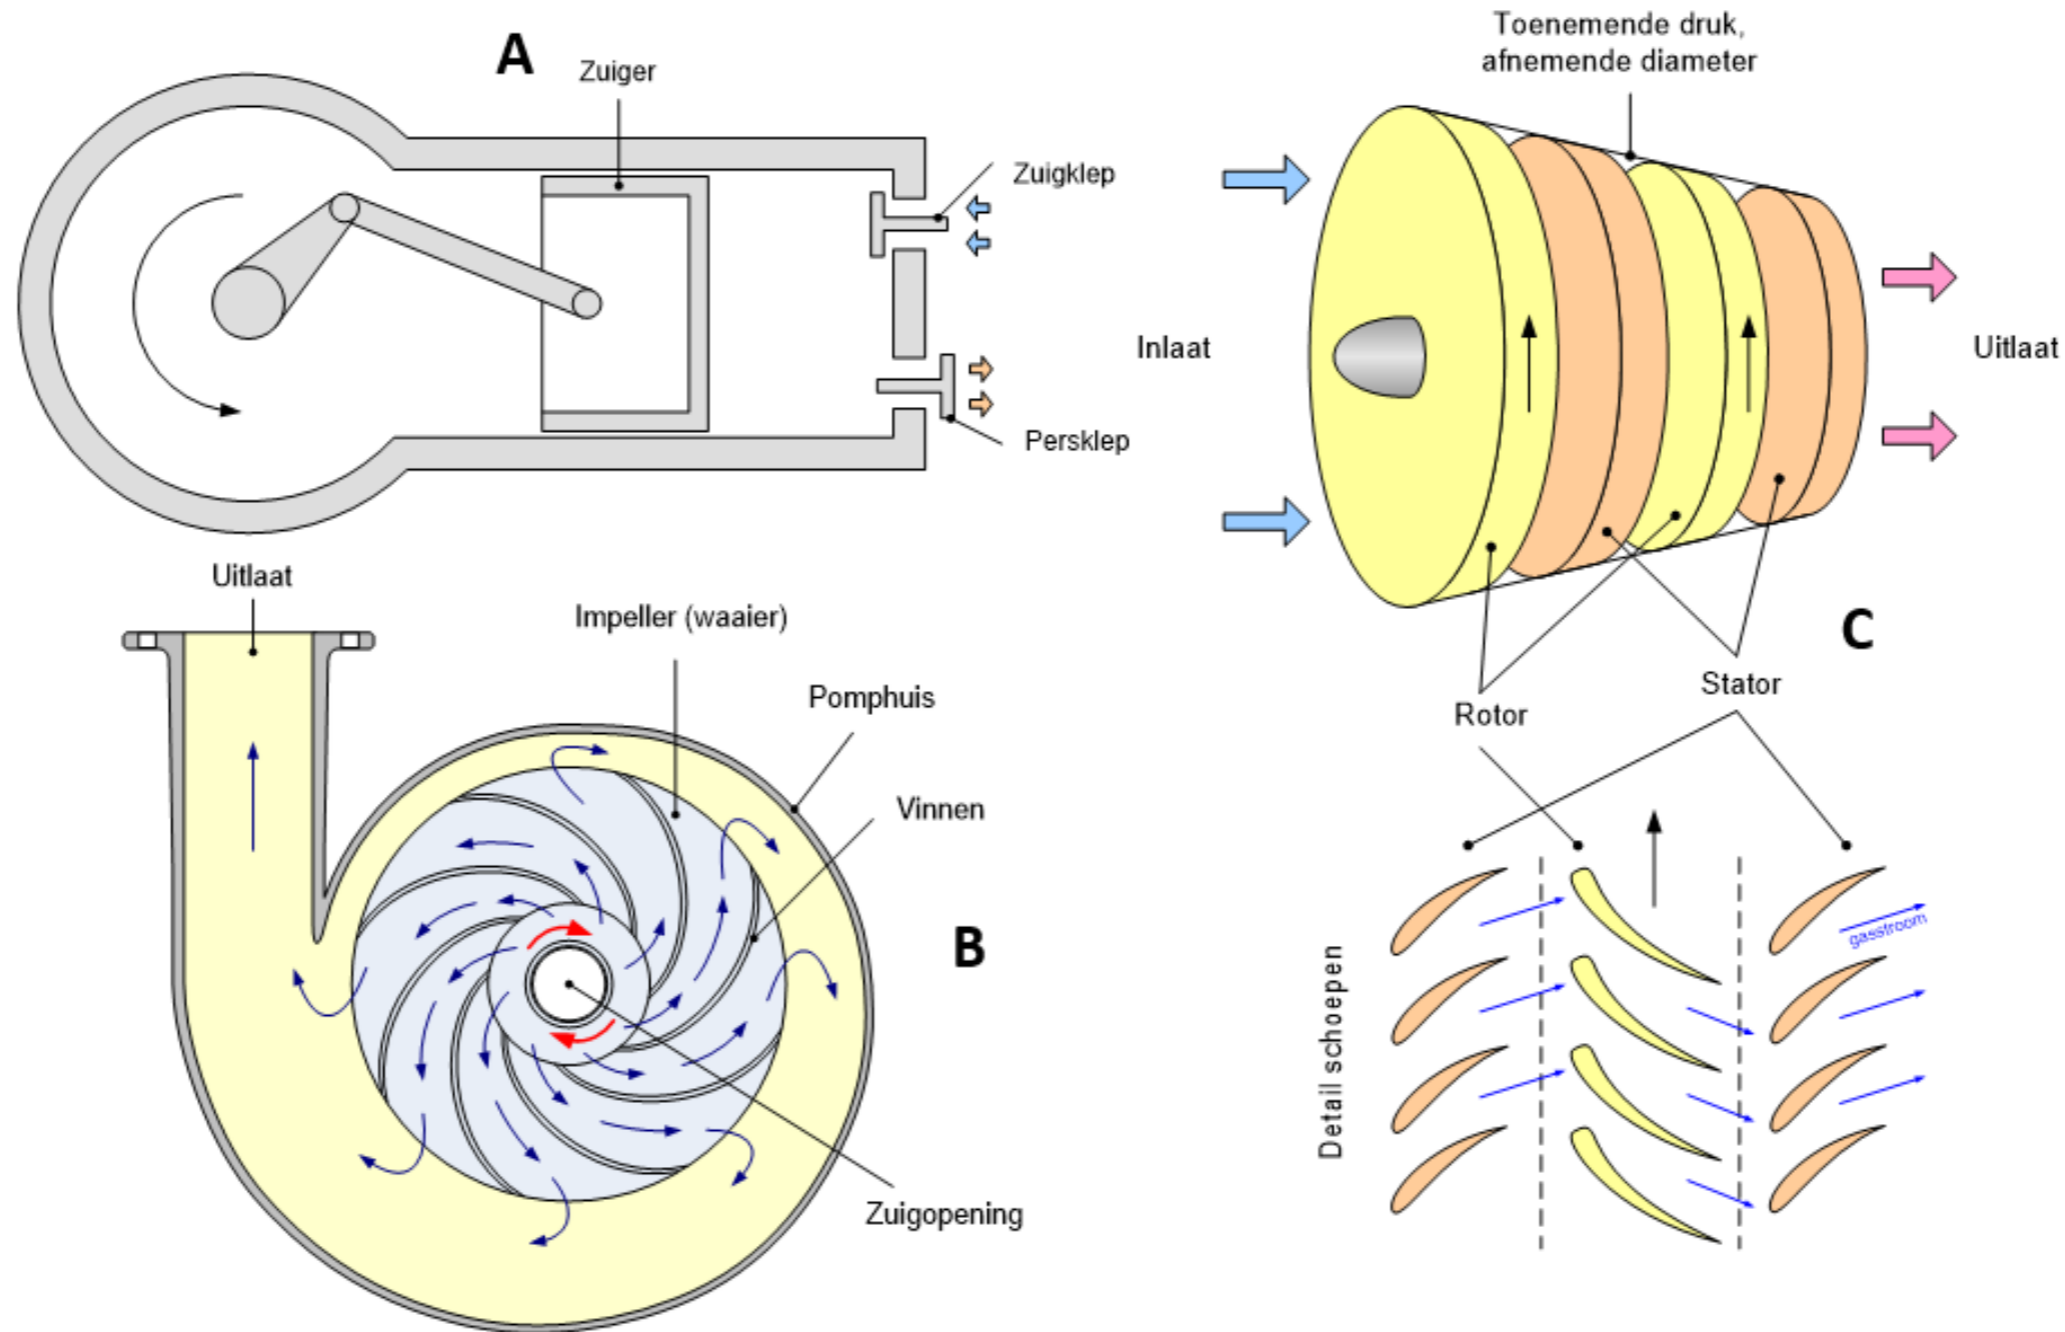 A
Zuiger
Zuigklep
Persklep
Toenemende druk,
afnemende diameter
Inlaat
Uitlaat
C
Stator
Rotor
Uitlaat
Impeller (waaier)
Pomphuis
Vinnen
B
Zuigopening
Detail schoepen
gasstroom